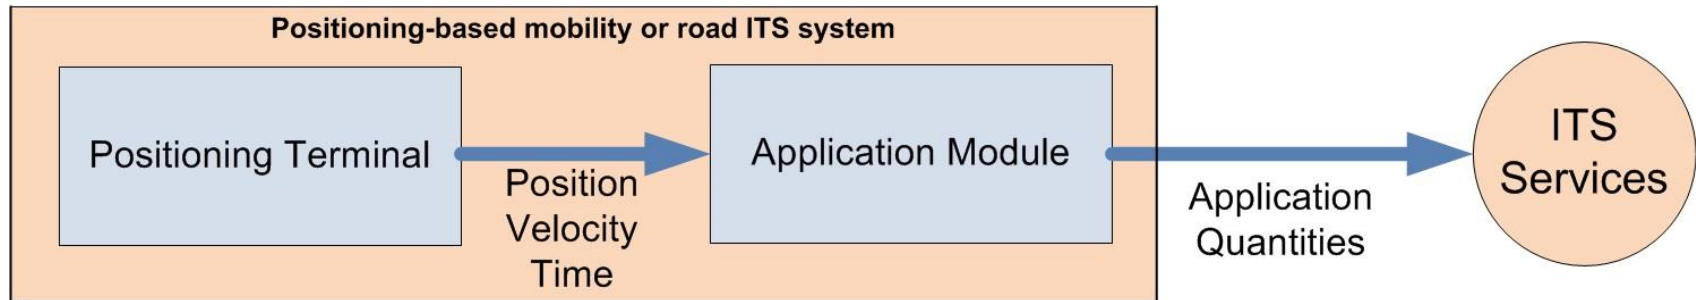 Positioning-based mobility or road ITS system
Positioning Terminal
Position
Velocity
Time
Application Module
Application
Quantities
ITS
Services